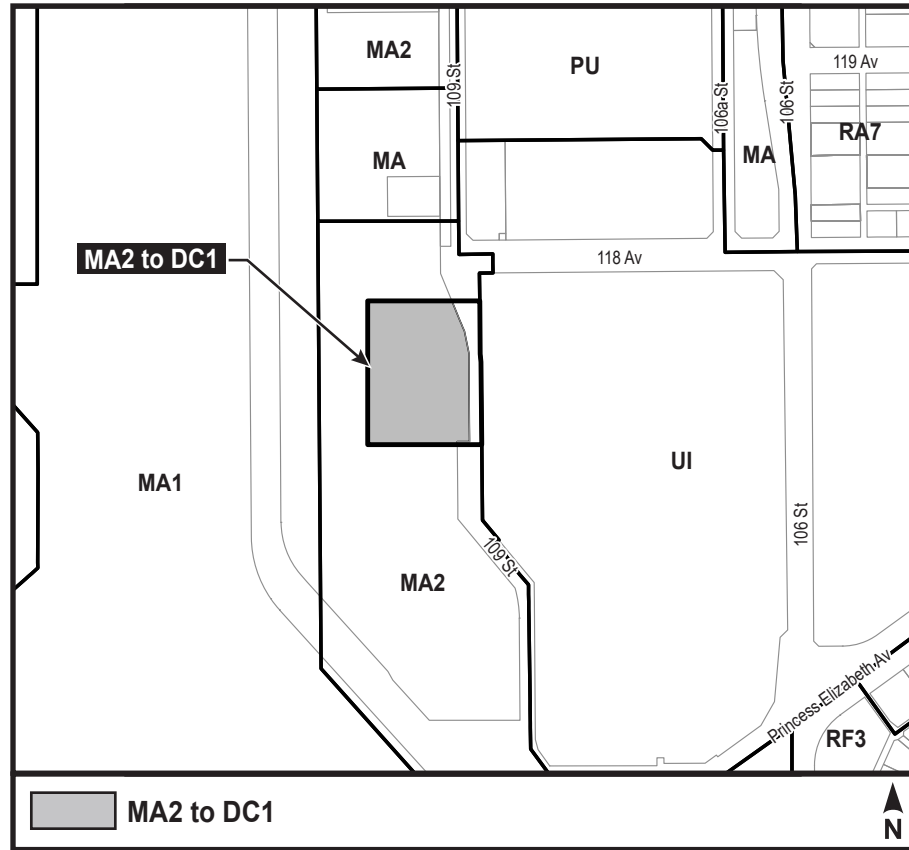 MA2
PU
119 Av
109 St
106a St
106 St
MA
MA
RA7
MA2 to DC1
118 Av
UI
MA1
106 St
109 St
MA2
Princess Elizabeth Av
RF3
MA2 to DC1
N